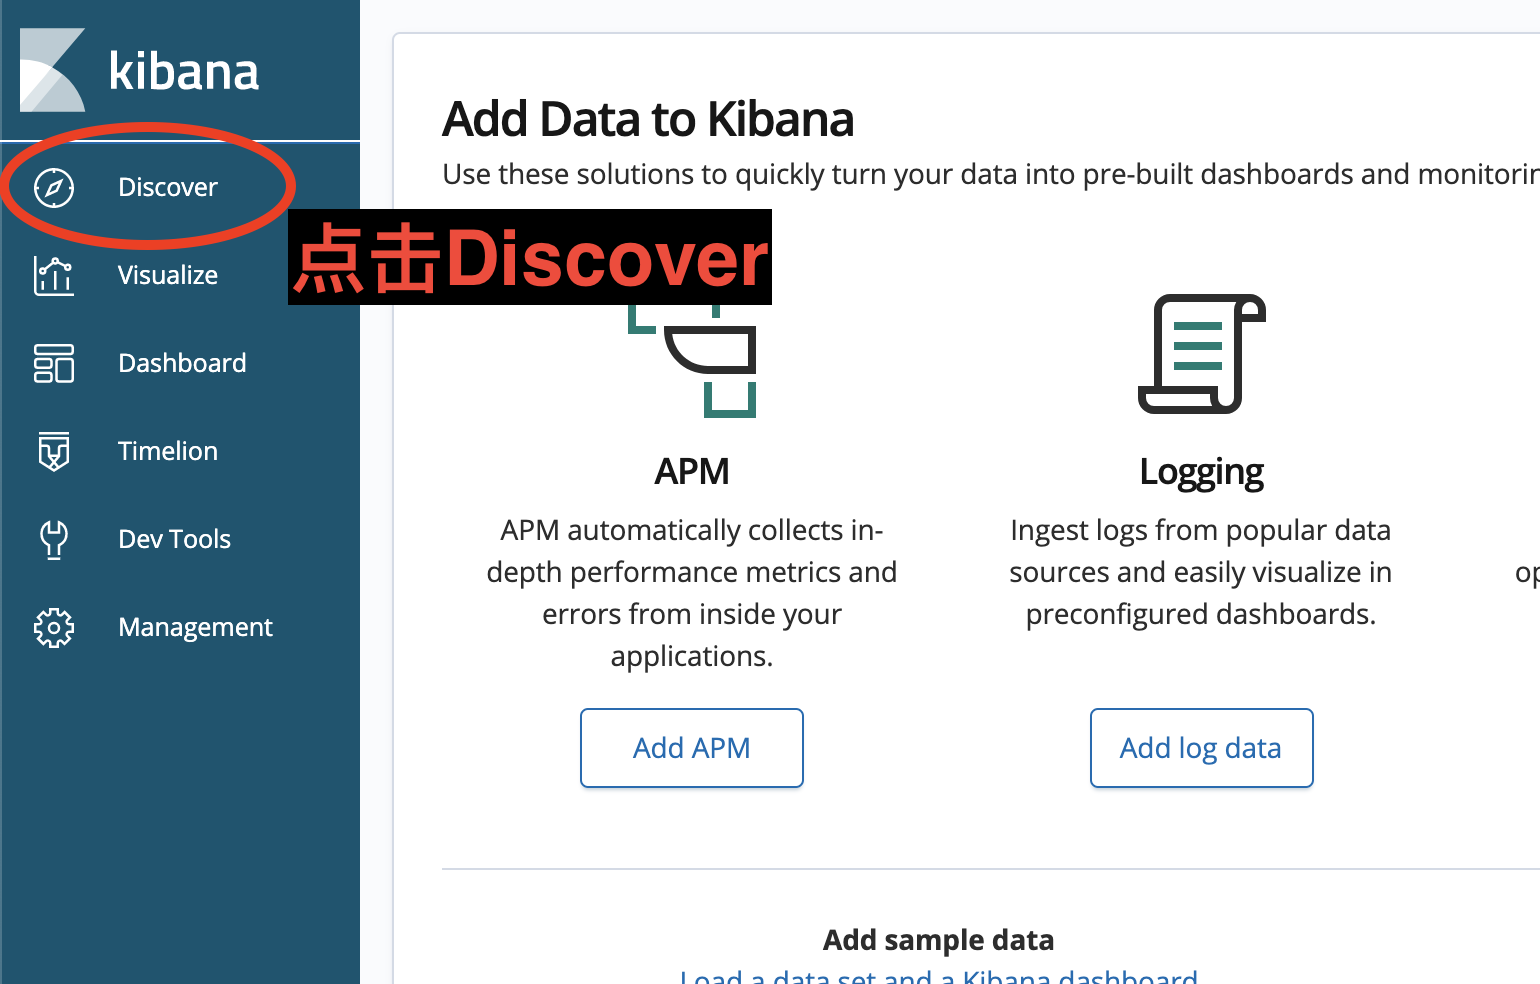 kibana
Discover
Visualize
Dashboard
Timelion
Dev Tools
Management
点击Discover
Add Data to Kibana
Use these solutions to quickly turn your data into pre-built dashboards and
APM
APM automatically collects in-
depth performance metrics and
errors from inside your
applications.
Add APM
Logging
Ingest logs from popular data
sources and easily visualize in
preconfigured dashboards.
Add log data
Add sample data
Load a data set and a Kibana dashboard